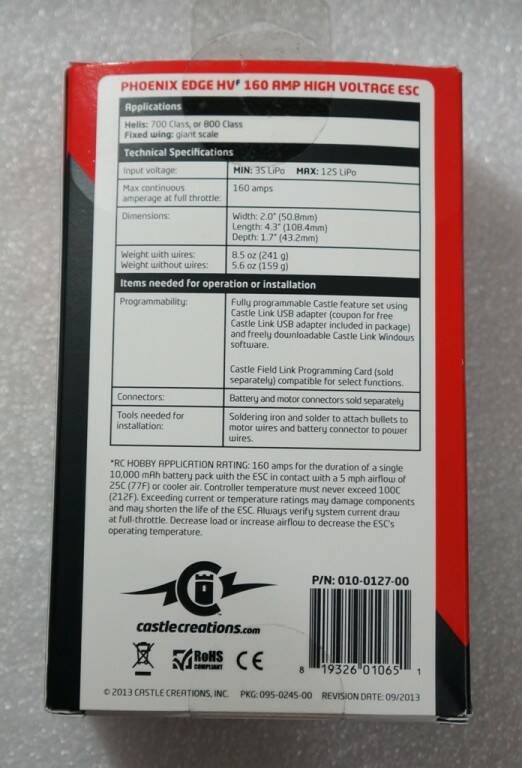 PHOENIX EDGE HVF 160 AMP HIGH VOLTAGE ESC
Applications
Helis: 700 Class, or 800 Class
Fixed wing: giant scale
Technical Specifications
Input voltage: MIN: 3S LiPo MAX: 12S LiPo
Max continuous amperage at full throttle: 160 amps
Dimensions: Width: 2.0" (50.8mm)
Length: 4.3" (108.4mm)
Depth: 1.7" (43.2mm)
Weight with wires: 8.5 oz (241 g)
Weight without wires: 5.6 oz (159 g)
Items needed for operation or installation
Programmability: Fully programmable Castle feature set using
Castle Link USB adapter (coupon for free
Castle Link USB adapter included in package)
and freely downloadable Castle Link Windows
software.
Castle Field Link Programming Card (sold
separately) compatible for select functions.
Connectors: Battery and motor connectors sold separately
Tools needed for installation: Soldering iron and solder to attach bullets to
motor wires and battery connector to power
wires.
*RC HOBBY APPLICATION RATING: 160 amps for the duration of a single
10,000 mAh battery pack with the ESC in contact with a 5 mph airflow of
25C (77F) or cooler air. Controller temperature must never exceed 100C
(212F). Exceeding current or temperature ratings may damage components
and may shorten the life of the ESC. Always verify system current draw
at full-throttle. Decrease load or increase airflow to decrease the ESC's
operating temperature.
P/N: 010-0127-00
castlecreations.com
RoHS
COMPLIANT
CE
8 19326 01065 1
© 2013 CASTLE CREATIONS, INC. PKG: 095-0245-00 REVISION DATE: 09/2013